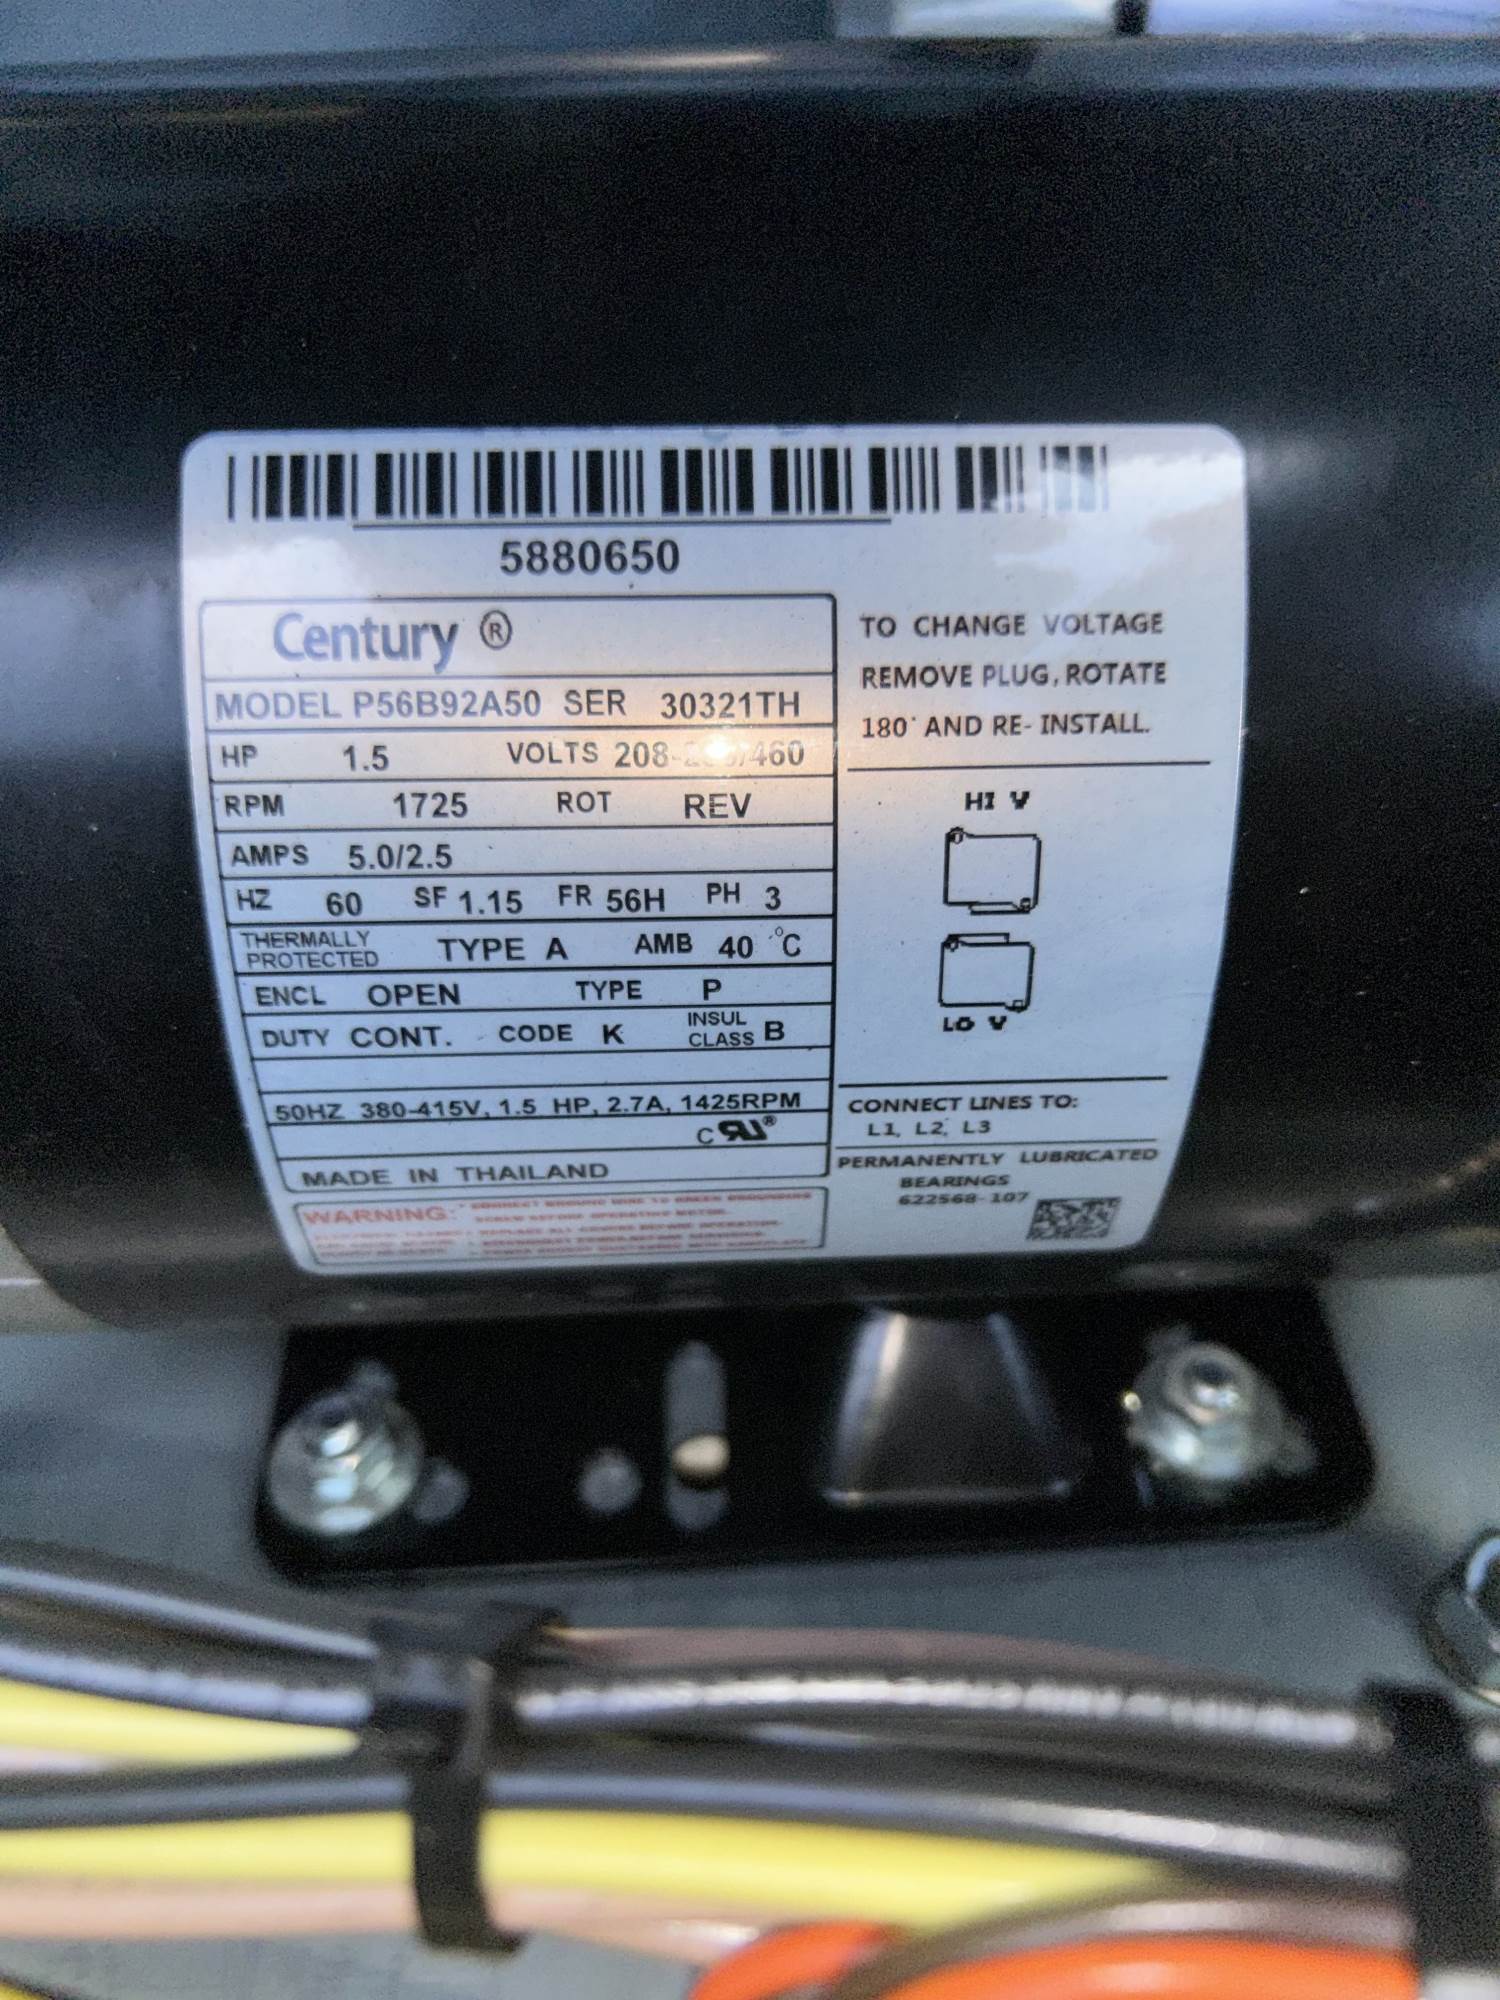 5880650
Century ®
MODEL P56B92A50 SER 30321TH
HP 1.5 VOLTS 208- /460
RPM 1725 ROT REV
AMPS 5.0/2.5
HZ 60 SF 1.15 FR 56H PH 3
THERMALLY PROTECTED TYPE A AMB 40 °C
ENCL OPEN TYPE P
DUTY CONT. CODE K INSUL CLASS B
50HZ 380-415V, 1.5 HP, 2.7A, 1425RPM
MADE IN THAILAND
WARNING:
TO CHANGE VOLTAGE
REMOVE PLUG, ROTATE
180° AND RE- INSTALL.
HI V
LO V
CONNECT LINES TO:
L1, L2, L3
PERMANENTLY LUBRICATED
BEARINGS
622568-107